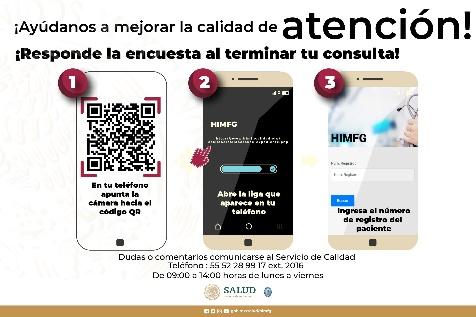 ¡Ayúdanos a mejorar la calidad de atención!
¡Responde la encuesta al terminar tu consulta!
1
En tu teléfono
apunta la
cámara hacia el
código QR
2
HIMFG
Abre la liga que
aparece en tu
teléfono
3
HIMFG
Buscar
Ingresa el número
de registro del
paciente
Dudas o comentarios comunicarse al Servicio de Calidad
Teléfono : 55 52 28 99 17 ext. 2016
De 09:00 a 14:00 horas de lunes a viernes
SALUD